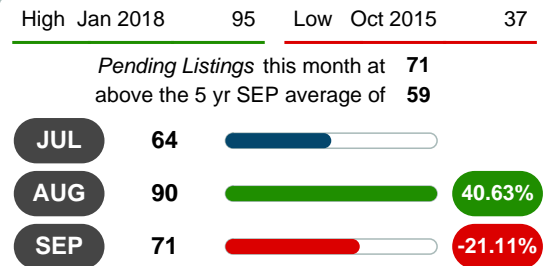 High Jan 2018 95 Low Oct 2015 37
Pending Listings this month at 71
above the 5 yr SEP average of 59
JUL 64
AUG 90 40.63%
SEP 71 -21.11%